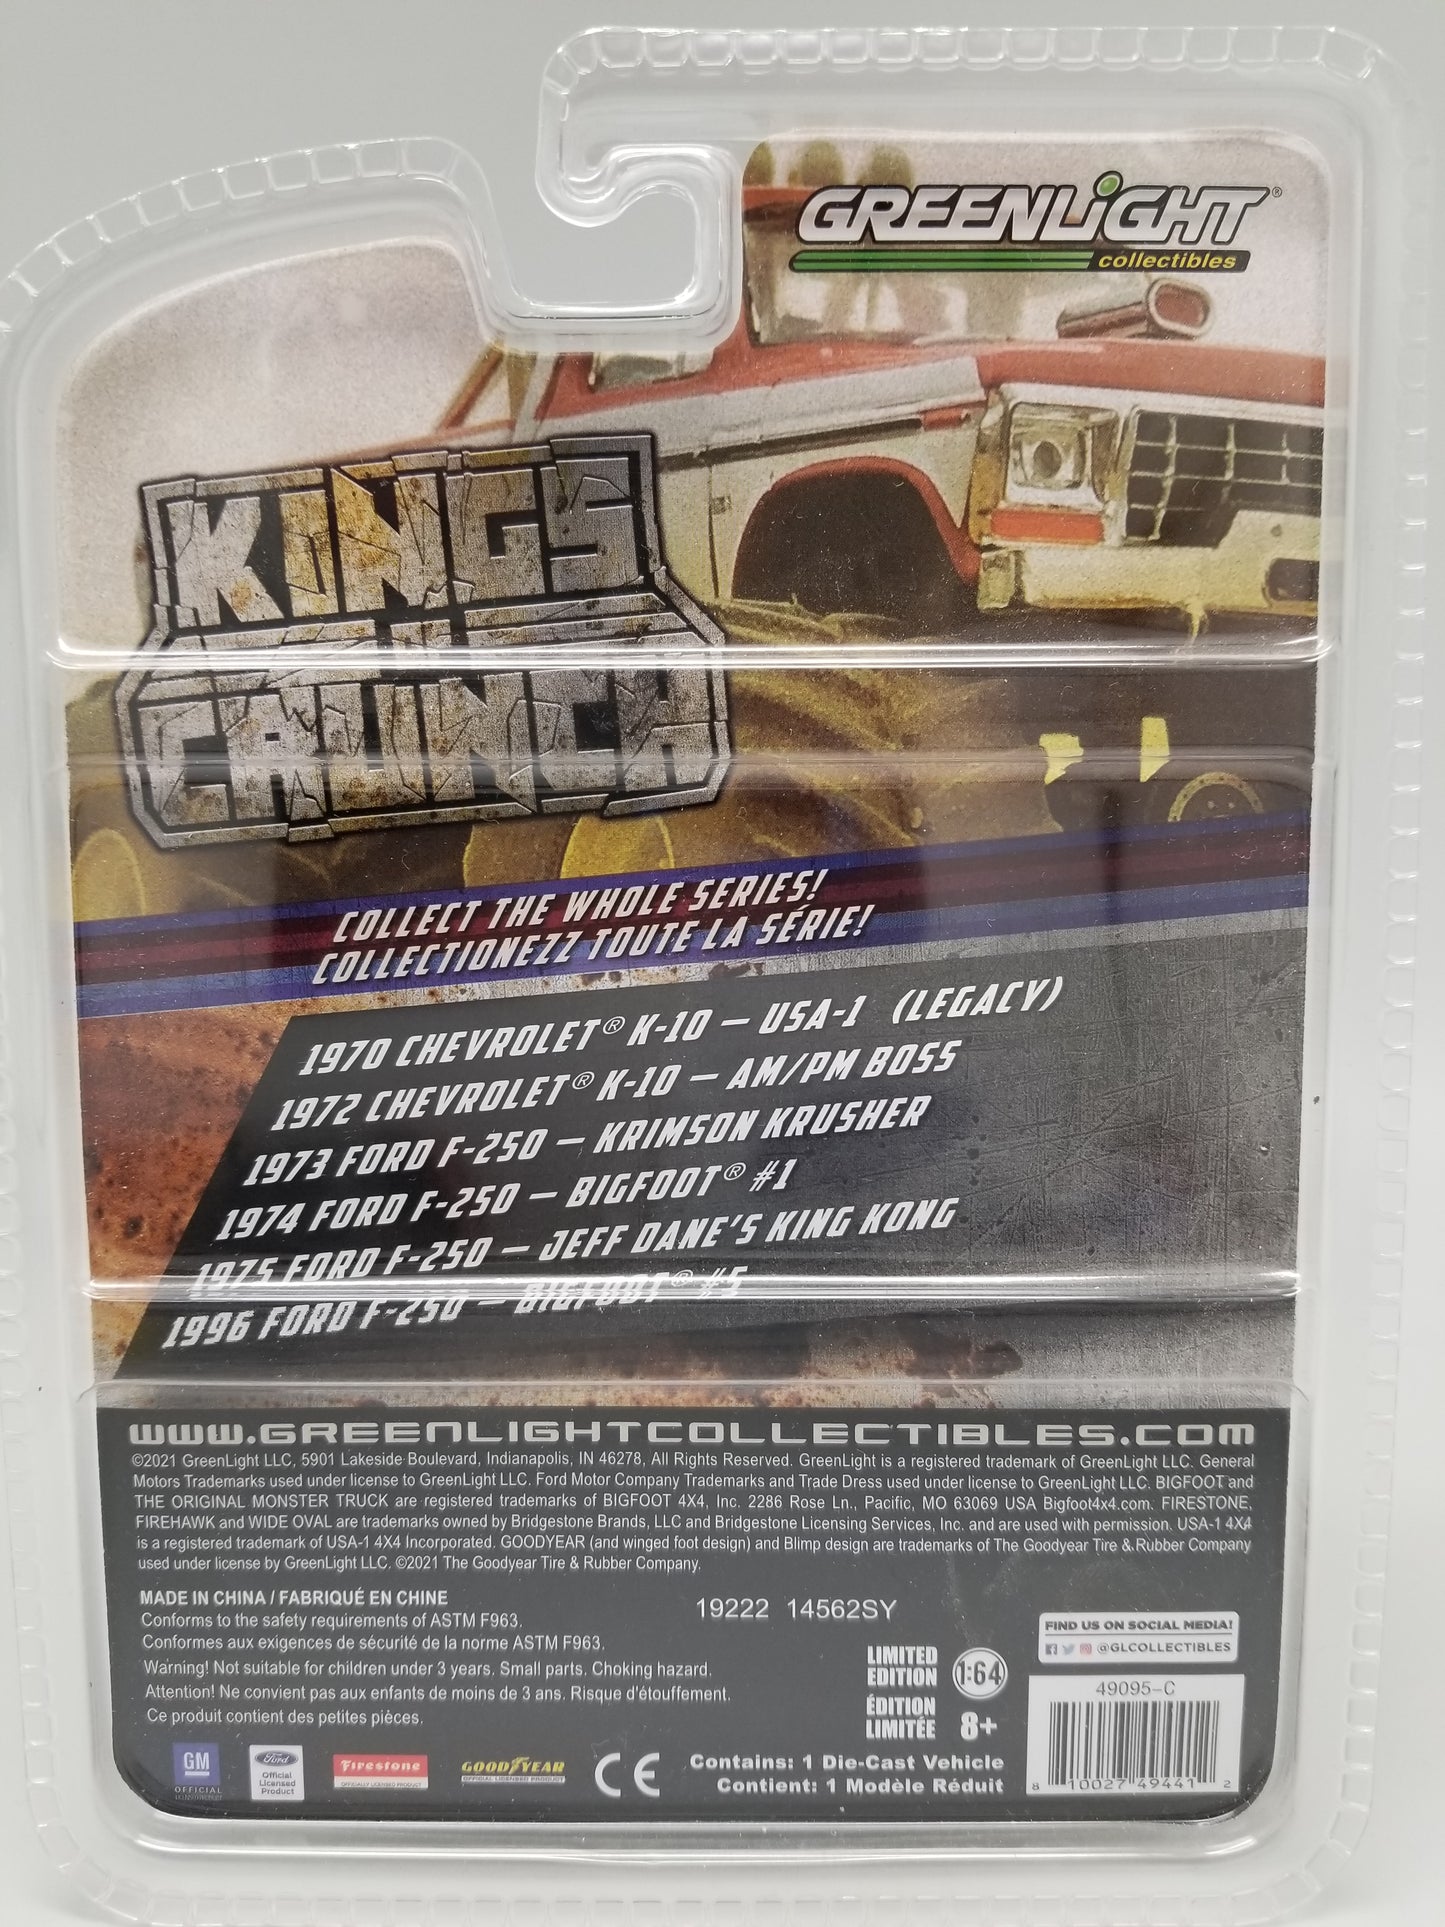 GREENLiGHT®
collectibles
KINGS
OF
CRUNCH
COLLECT THE WHOLE SERIES!
COLLECTIONEZZ TOUTE LA SÉRIE!
1970 CHEVROLET® K-10 – USA-1 (LEGACY)
1972 CHEVROLET® K-10 – AM/PM BOSS
1973 FORD F-250 – KRIMSON KRUSHER
1974 FORD F-250 – BIGFOOT® #1
1975 FORD F-250 – JEFF DANE'S KING KONG
1996 FORD F-250 – BIGFOOT® #5
www.GREENLIGHTCOLLECTIBLES.COM
©2021 GreenLight LLC, 5901 Lakeside Boulevard, Indianapolis, IN 46278, All Rights Reserved. GreenLight is a registered trademark of GreenLight LLC. General
Motors Trademarks used under license to GreenLight LLC. Ford Motor Company Trademarks and Trade Dress used under license to GreenLight LLC. BIGFOOT and
THE ORIGINAL MONSTER TRUCK are registered trademarks of BIGFOOT 4X4, Inc. 2286 Rose Ln., Pacific, MO 63069 USA Bigfoot4x4.com. FIRESTONE,
FIREHAWK and WIDE OVAL are trademarks owned by Bridgestone Brands, LLC and Bridgestone Licensing Services, Inc. and are used with permission. USA-1 4X4
is a registered trademark of USA-1 4X4 Incorporated. GOODYEAR (and winged foot design) and Blimp design are trademarks of The Goodyear Tire & Rubber Company
used under license by GreenLight LLC. ©2021 The Goodyear Tire & Rubber Company.
MADE IN CHINA / FABRIQUÉ EN CHINE
Conforms to the safety requirements of ASTM F963.
Conformes aux exigences de sécurité de la norme ASTM F963.
Warning! Not suitable for children under 3 years. Small parts. Choking hazard.
Attention! Ne convient pas aux enfants de moins de 3 ans. Risque d'étouffement.
Ce produit contient des petites pièces.
19222 14562SY
LIMITED
EDITION
1:64
ÉDITION
LIMITÉE
8+
FIND US ON SOCIAL MEDIA!
@GLCOLLECTIBLES
49095-C
8 10027 49441 2
GM
OFFICIAL
Ford
Official
Licensed
Product
Firestone
OFFICIALLY LICENSED PRODUCT
GOODYEAR
OFFICIAL LICENSED PRODUCT
CE
Contains: 1 Die-Cast Vehicle
Contient: 1 Modèle Réduit